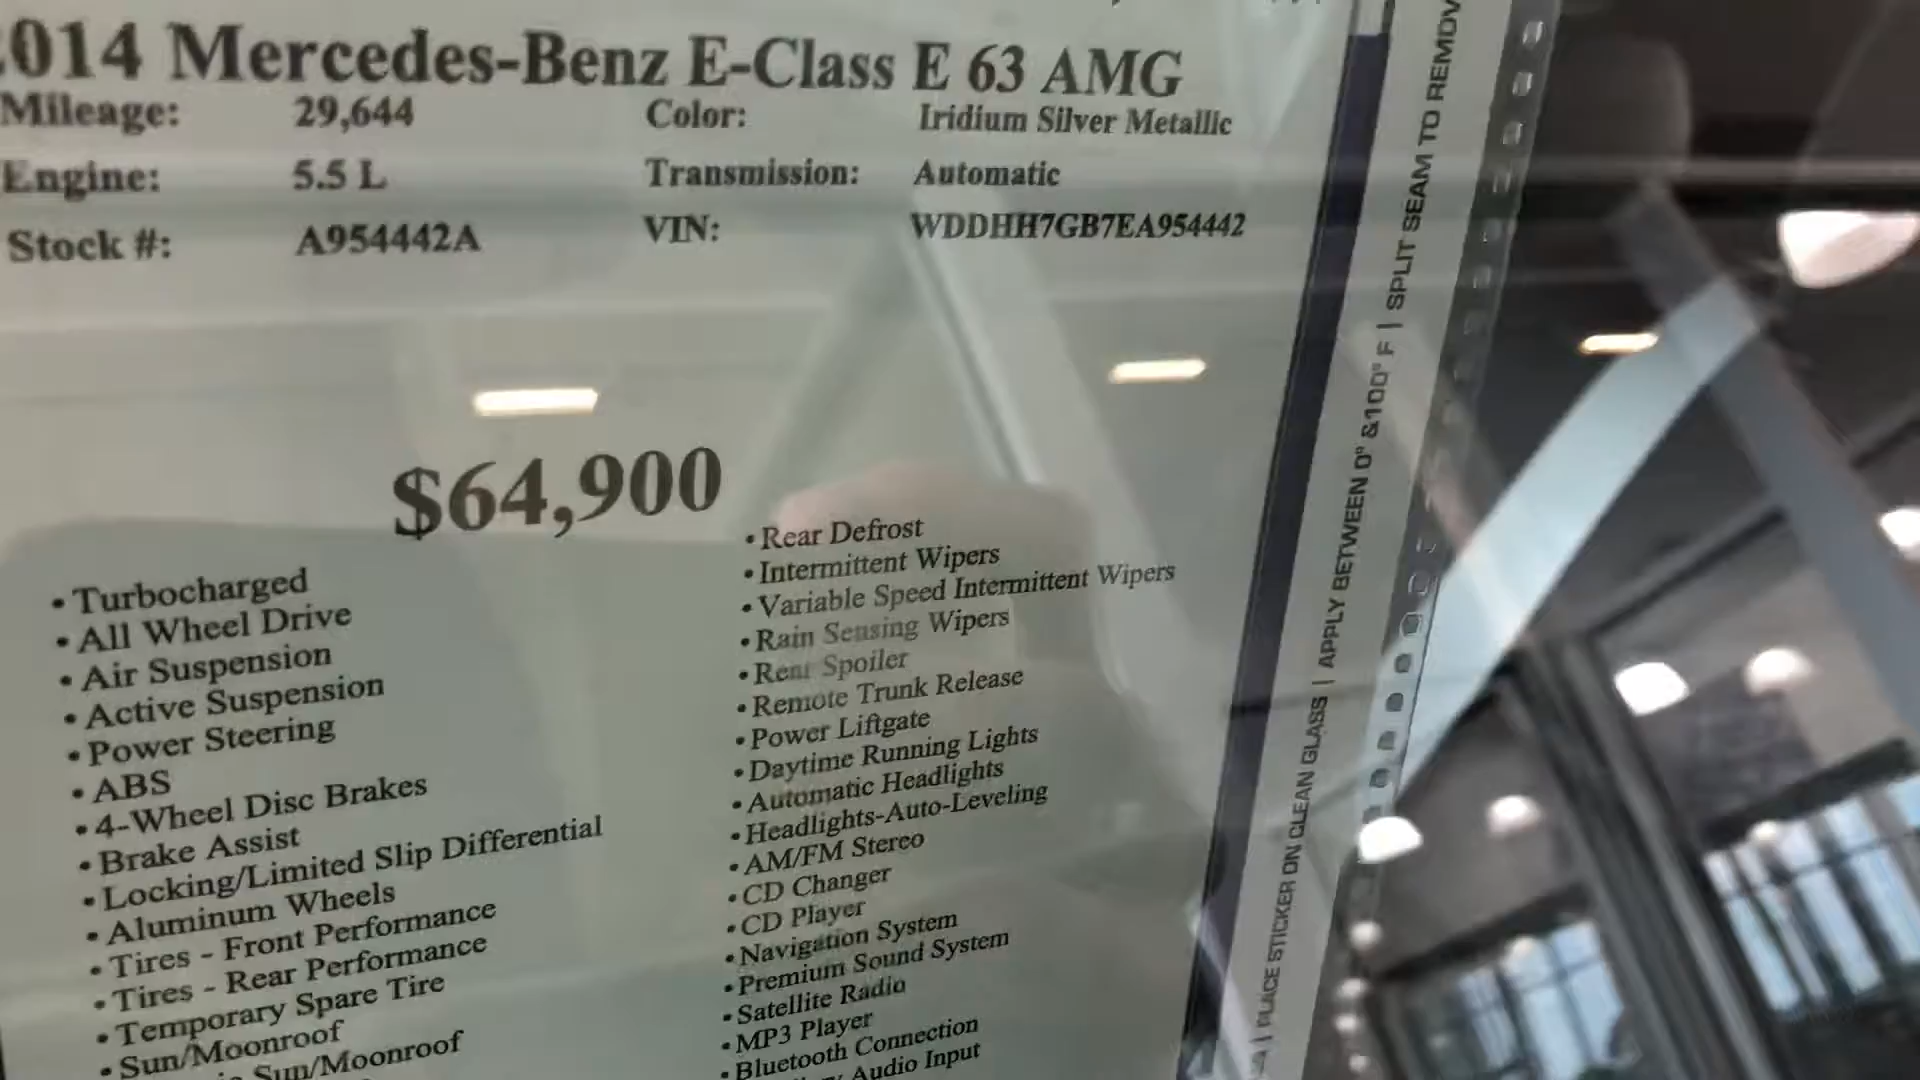 014 Mercedes-Benz E-Class E 63 AMG
Mileage: 29,644 Color: Iridium Silver Metallic
Engine: 5.5 L Transmission: Automatic
Stock #: A954442A VIN: WDDHH7GB7EA954442
$64,900
• Turbocharged
• All Wheel Drive
• Air Suspension
• Active Suspension
• Power Steering
• ABS
• 4-Wheel Disc Brakes
• Brake Assist
• Locking/Limited Slip Differential
• Aluminum Wheels
• Tires - Front Performance
• Tires - Rear Performance
• Temporary Spare Tire
• Sun/Moonroof
Sun/Moonroof
• Rear Defrost
• Intermittent Wipers
• Variable Speed Intermittent Wipers
• Rain Sensing Wipers
• Rear Spoiler
• Remote Trunk Release
• Power Liftgate
• Daytime Running Lights
• Automatic Headlights
• Headlights-Auto-Leveling
• AM/FM Stereo
• CD Changer
• CD Player
• Navigation System
• Premium Sound System
• Satellite Radio
• MP3 Player
• Bluetooth Connection
Audio Input
| PLACE STICKER ON CLEAN GLASS | APPLY BETWEEN 0° &100° F | SPLIT SEAM TO REMOV